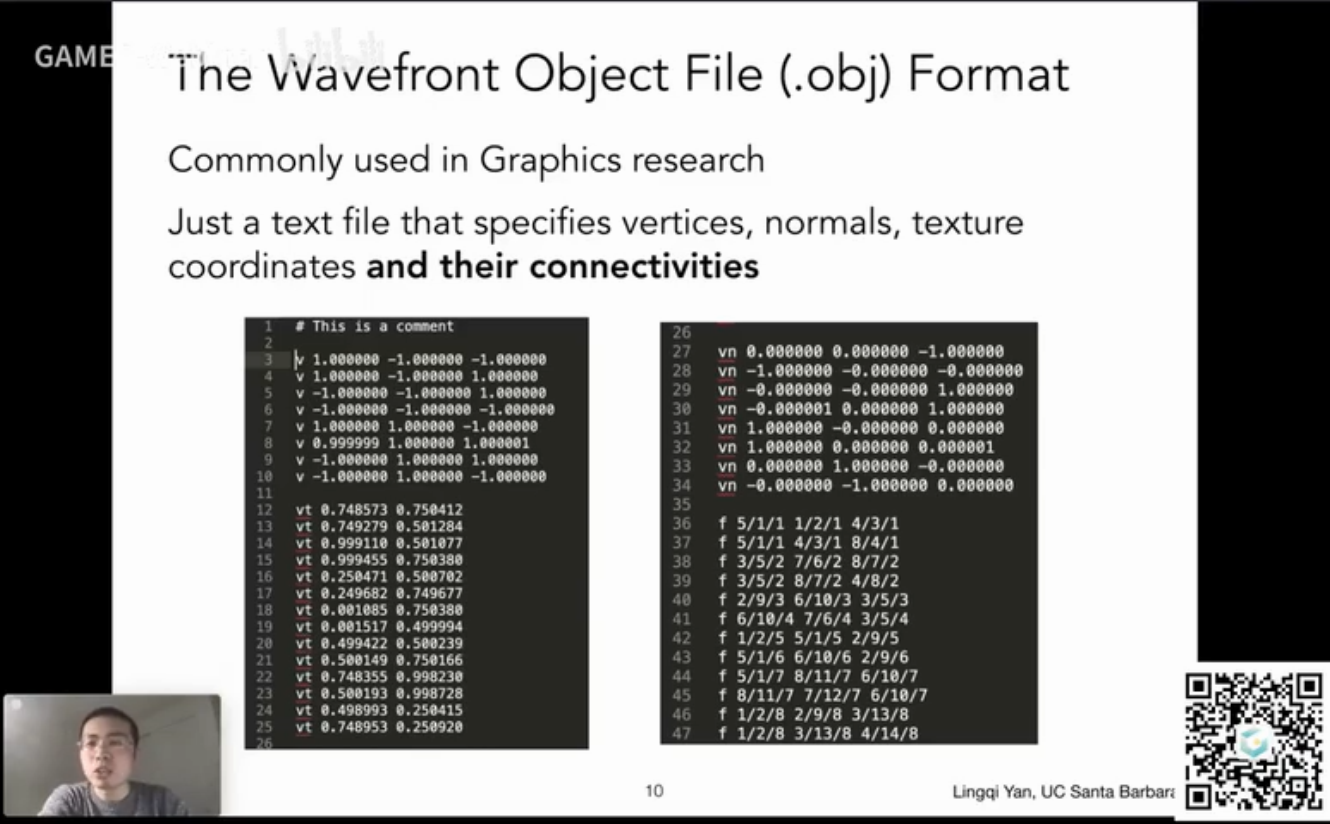 GAME
The Wavefront Object File (.obj) Format
Commonly used in Graphics research
Just a text file that specifies vertices, normals, texture
coordinates and their connectivities
1 # This is a comment
2
3 v 1.000000 -1.000000 -1.000000
4 v 1.000000 -1.000000 1.000000
5 v -1.000000 -1.000000 1.000000
6 v -1.000000 -1.000000 -1.000000
7 v 1.000000 1.000000 -1.000000
8 v 0.999999 1.000000 1.000001
9 v -1.000000 1.000000 1.000000
10 v -1.000000 1.000000 -1.000000
11
12 vt 0.748573 0.750412
13 vt 0.749279 0.501284
14 vt 0.999110 0.501077
15 vt 0.999455 0.750380
16 vt 0.250471 0.500702
17 vt 0.249682 0.749677
18 vt 0.001085 0.750380
19 vt 0.001517 0.499994
20 vt 0.499422 0.500239
21 vt 0.500149 0.750166
22 vt 0.748355 0.998230
23 vt 0.500193 0.998728
24 vt 0.498993 0.250415
25 vt 0.748953 0.250920
26
26
27 vn 0.000000 0.000000 -1.000000
28 vn -1.000000 -0.000000 -0.000000
29 vn -0.000000 -0.000000 1.000000
30 vn -0.000001 0.000000 1.000000
31 vn 1.000000 -0.000000 0.000000
32 vn 1.000000 0.000000 0.000001
33 vn 0.000000 1.000000 -0.000000
34 vn -0.000000 -1.000000 0.000000
35
36 f 5/1/1 1/2/1 4/3/1
37 f 5/1/1 4/3/1 8/4/1
38 f 3/5/2 7/6/2 8/7/2
39 f 3/5/2 8/7/2 4/8/2
40 f 2/9/3 6/10/3 3/5/3
41 f 6/10/4 7/6/4 3/5/4
42 f 1/2/5 5/1/5 2/9/5
43 f 5/1/6 6/10/6 2/9/6
44 f 5/1/7 8/11/7 6/10/7
45 f 8/11/7 7/12/7 6/10/7
46 f 1/2/8 2/9/8 3/13/8
47 f 1/2/8 3/13/8 4/14/8
10
Lingqi Yan, UC Santa Barbara